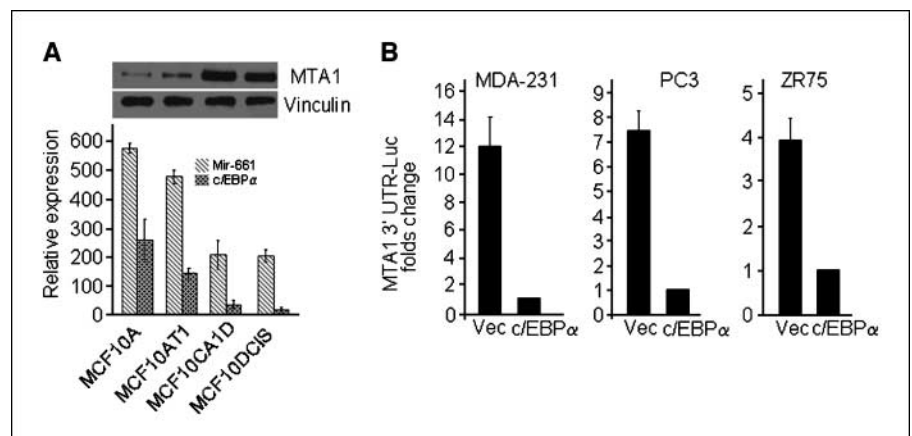 A
MTA1
Vinculin
Relative expression
600
500
400
300
200
100
0
Mir-661
c/EBPα
MCF10A
MCF10AT1
MCF10CA1D
MCF10DCIS
B
MTA1 3' UTR-Luc
folds change
MDA-231
16
14
12
10
8
6
4
2
0
Vec c/EBPα
PC3
9
8
7
6
5
4
3
2
1
0
Vec c/EBPα
ZR75
5
4
3
2
1
0
Vec c/EBPα